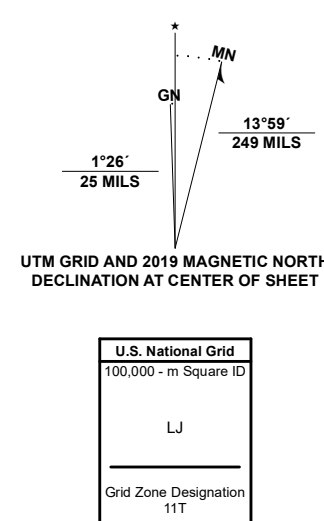 ★
MN
GN
13°59´
249 MILS
1°26´
25 MILS
UTM GRID AND 2019 MAGNETIC NORTH
DECLINATION AT CENTER OF SHEET
U.S. National Grid
100,000 - m Square ID
LJ
Grid Zone Designation
11T